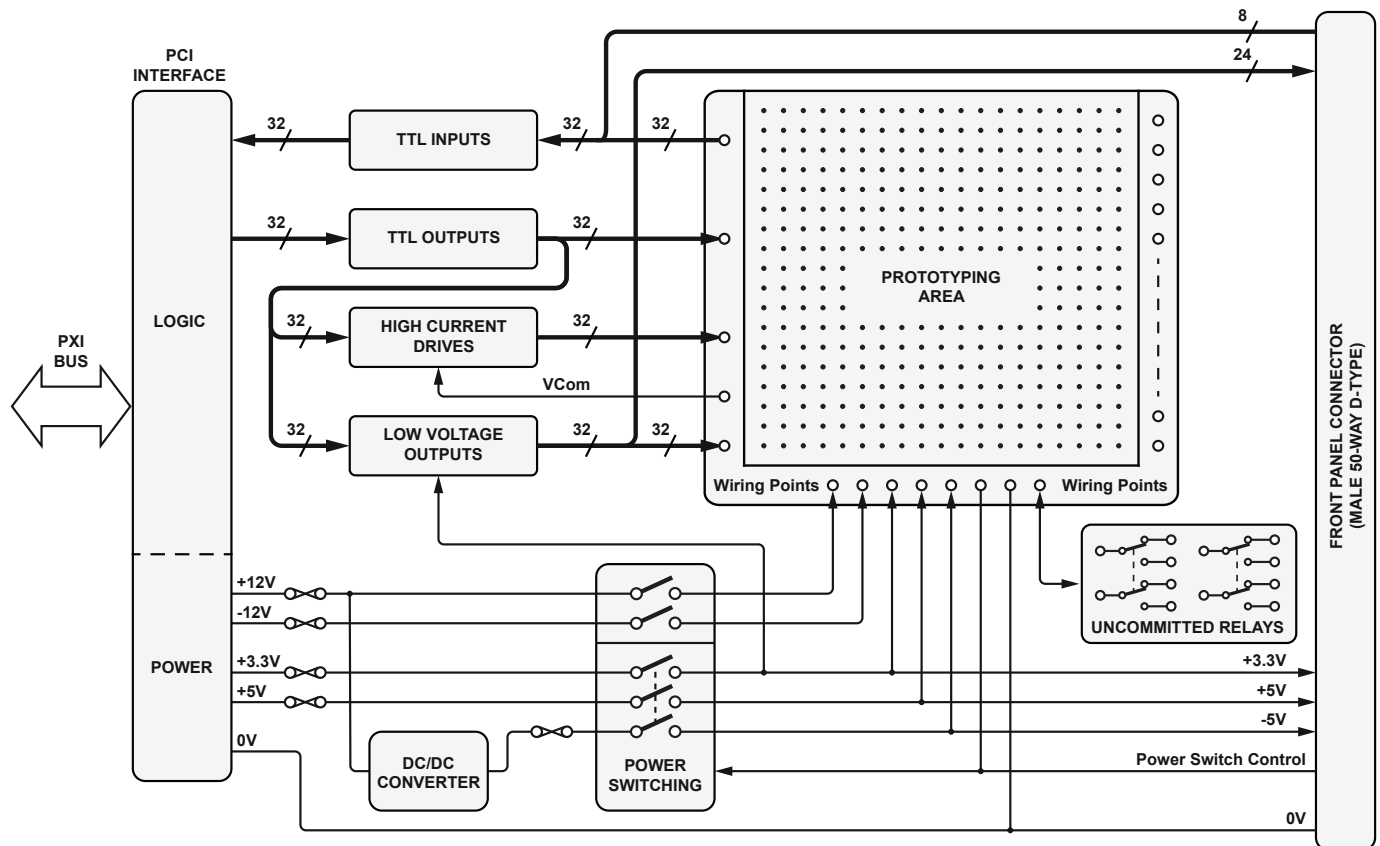 8
24
PCI
INTERFACE
32
TTL INPUTS
32
32
32
TTL OUTPUTS
32
PROTOTYPING
AREA
LOGIC
32
HIGH CURRENT
DRIVES
32
PXI
BUS
VCom
32
LOW VOLTAGE
OUTPUTS
32
32
Wiring Points
Wiring Points
FRONT PANEL CONNECTOR
(MALE 50-WAY D-TYPE)
+12V
-12V
UNCOMMITTED RELAYS
POWER
+3.3V
+3.3V
+5V
+5V
-5V
0V
DC/DC
CONVERTER
POWER
SWITCHING
Power Switch Control
0V